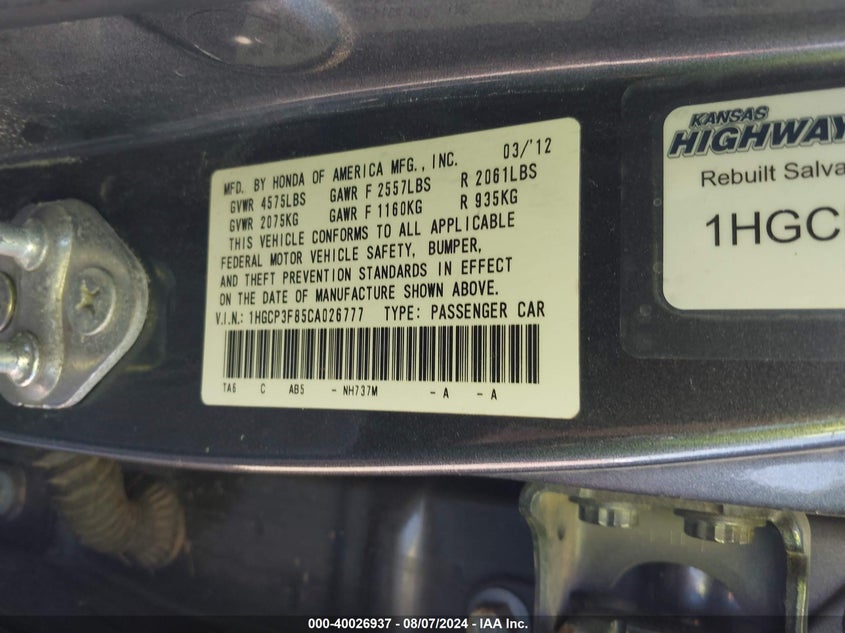 MFD. BY HONDA OF AMERICA MFG., INC. 03/'12
GVWR 4575LBS GAWR F 2557LBS R 2061LBS
GVWR 2075KG GAWR F 1160KG R 935KG
THIS VEHICLE CONFORMS TO ALL APPLICABLE
FEDERAL MOTOR VEHICLE SAFETY, BUMPER,
AND THEFT PREVENTION STANDARDS IN EFFECT
ON THE DATE OF MANUFACTURE SHOWN ABOVE.
V.I.N.: 1HGCP3F85CA026777 TYPE: PASSENGER CAR
TA6 C AB5 - NH737M - A - A
KANSAS
HIGHWAY
Rebuilt Salva
1HGC
000-40026937 - 08/07/2024 - IAA Inc.